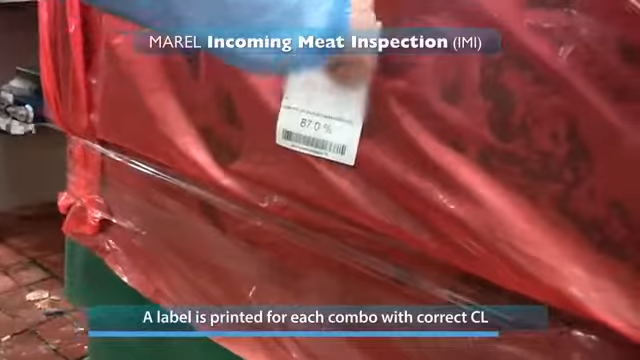 MAREL Incoming Meat Inspection (IMI)
87.0 %
A label is printed for each combo with correct CL